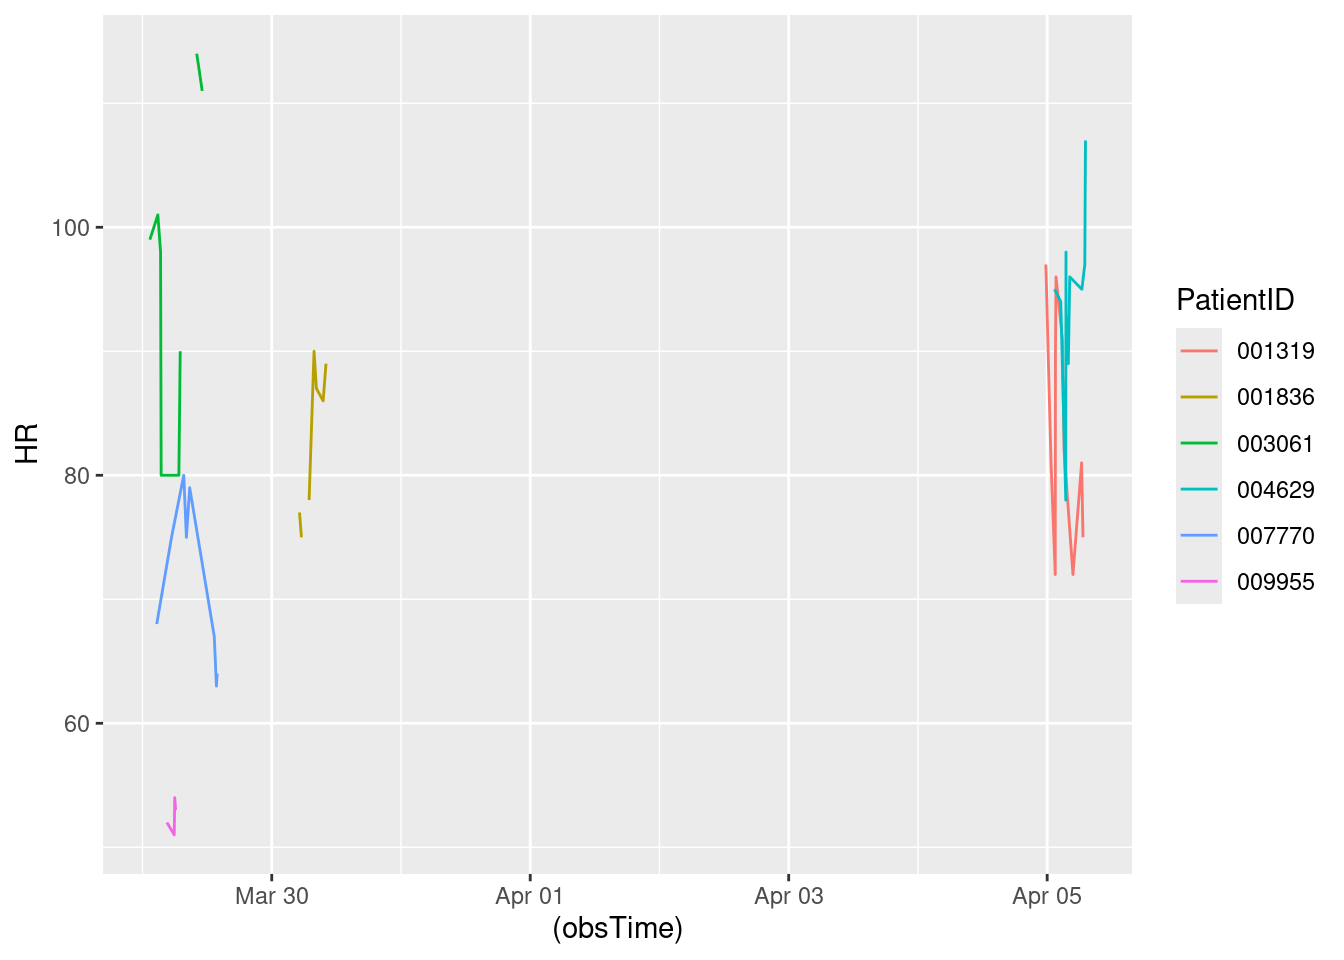 HR
100
80
60
Mar 30
Apr 01
Apr 03
Apr 05
(obsTime)
PatientID
001319
001836
003061
004629
007770
009955